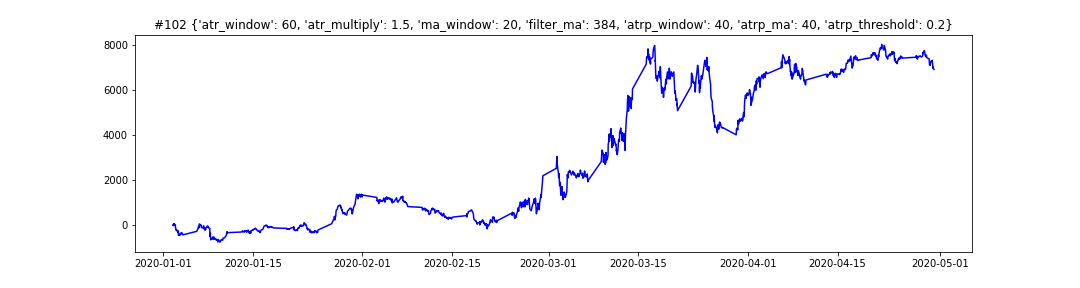 #102 {'atr_window': 60, 'atr_multiply': 1.5, 'ma_window': 20, 'filter_ma': 384, 'atrp_window': 40, 'atrp_ma': 40, 'atrp_threshold': 0.2}
8000
6000
4000
2000
0
2020-01-01 2020-01-15 2020-02-01 2020-02-15 2020-03-01 2020-03-15 2020-04-01 2020-04-15 2020-05-01